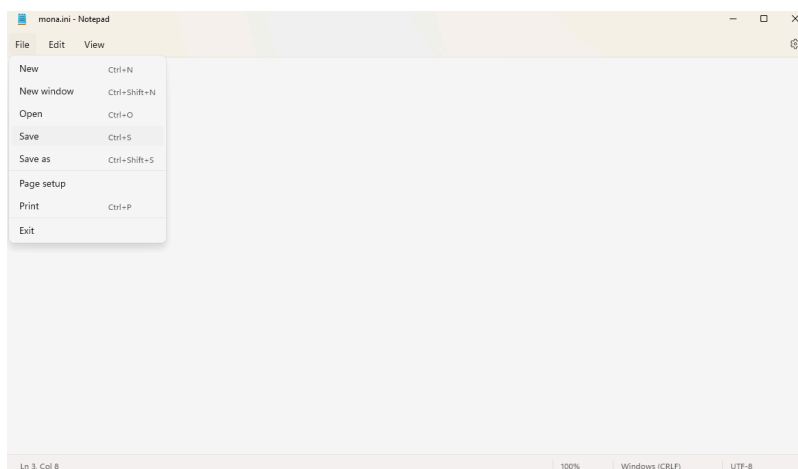 mona.ini - Notepad
File Edit View
New Ctrl+N
New window Ctrl+Shift+N
Open Ctrl+O
Save Ctrl+S
Save as Ctrl+Shift+S
Page setup
Print Ctrl+P
Exit
Ln 3, Col 8 100% Windows (CRLF) UTF-8